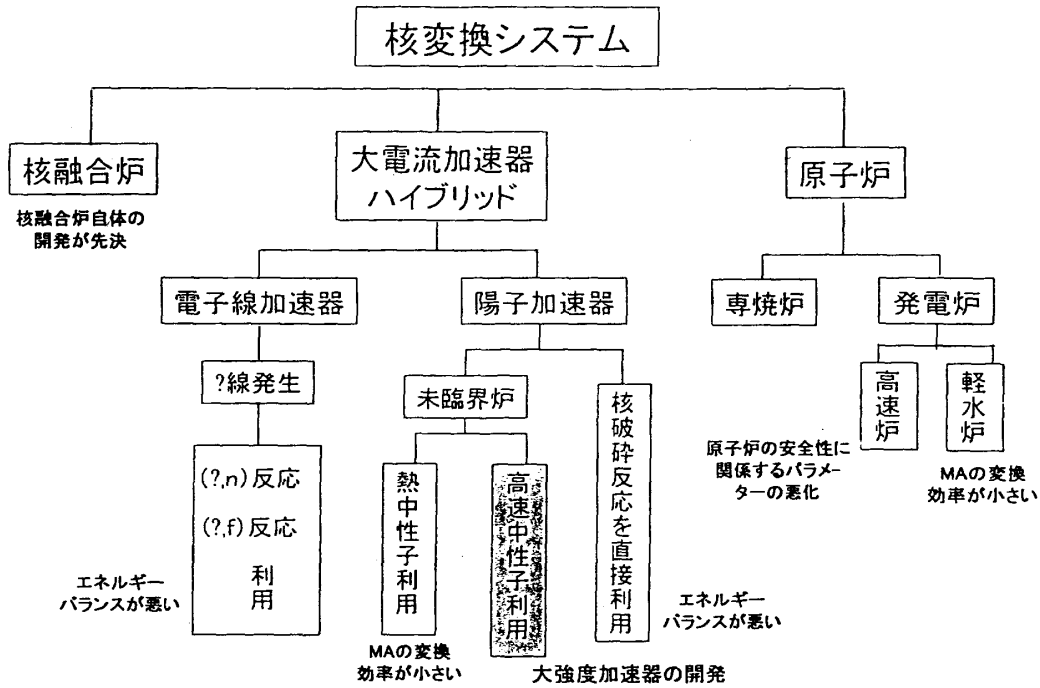 核変換システム
核融合炉
核融合炉自体の
開発が先決
大電流加速器
ハイブリッド
原子炉
電子線加速器
陽子加速器
専焼炉
発電炉
?線発生
未臨界炉
核破砕反応を直接利用
高速炉
軽水炉
原子炉の安全性に
関係するパラメー
ターの悪化
MAの変換
効率が小さい
(?,n)反応
(?,f)反応
利用
熱中性子利用
高速中性子利用
エネルギー
バランスが悪い
エネルギー
バランスが悪い
MAの変換
効率が小さい
大強度加速器の開発